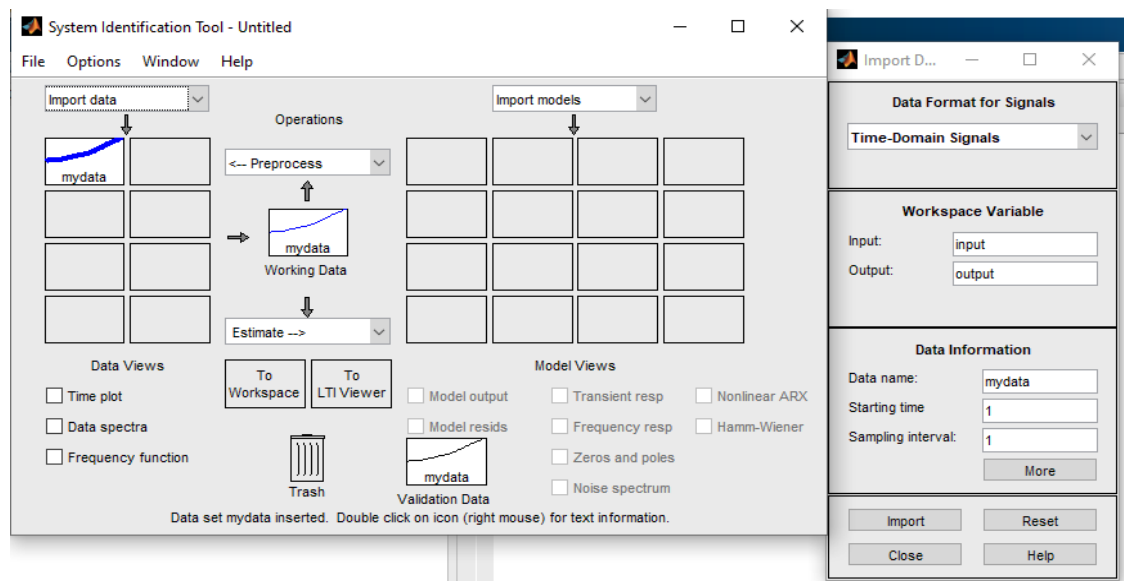 System Identification Tool - Untitled
File Options Window Help
Import data
Operations
Import models
mydata
<-- Preprocess
mydata
Working Data
Estimate -->
Data Views
Time plot
Data spectra
Frequency function
To
Workspace
To
LTI Viewer
Trash
Model Views
Model output
Transient resp
Nonlinear ARX
Model resids
Frequency resp
Hamm-Wiener
Zeros and poles
Noise spectrum
mydata
Validation Data
Data set mydata inserted. Double click on icon (right mouse) for text information.
Import D...
Data Format for Signals
Time-Domain Signals
Workspace Variable
Input: input
Output: output
Data Information
Data name: mydata
Starting time 1
Sampling interval: 1
More
Import Reset
Close Help